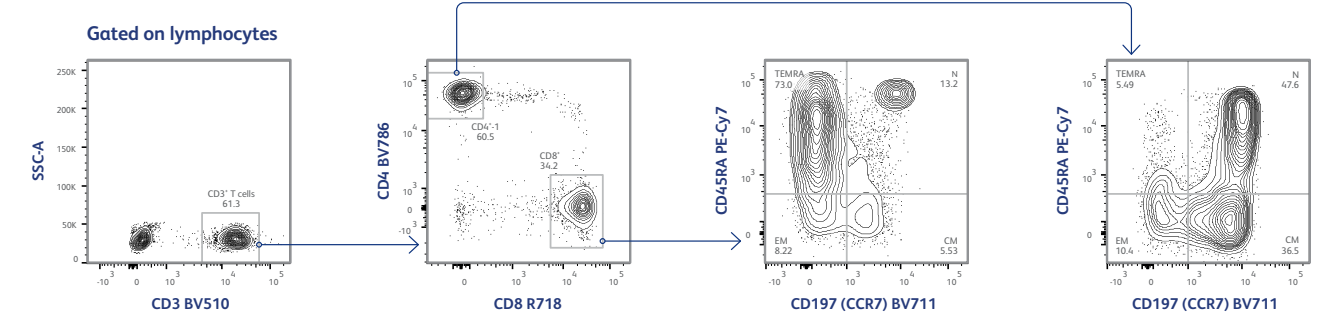 Gated on lymphocytes
SSC-A
250K
200K
150K
100K
50K
0
CD3⁺ T cells
61.3
-10³ 0 10³ 10⁴ 10⁵
CD3 BV510
CD4 BV786
10⁵
10⁴
10³
0
-10³
CD4⁺-1
60.5
CD8⁺
34.2
0 10³ 10⁴ 10⁵
CD8 R718
CD45RA PE-Cy7
10⁵
10⁴
10³
0
TEMRA
73.0
N
13.2
EM
8.22
CM
5.53
-10³ 0 10³ 10⁴ 10⁵
CD197 (CCR7) BV711
CD45RA PE-Cy7
10⁵
10⁴
10³
0
TEMRA
5.49
N
47.6
EM
10.4
CM
36.5
-10³ 0 10³ 10⁴ 10⁵
CD197 (CCR7) BV711